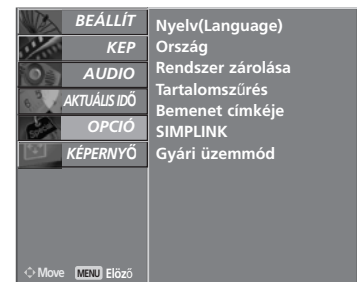 BEÁLLÍT
KEP
AUDIO
AKTUÁLIS IDŐ
OPCIÓ
KÉPERNYŐ
Move MENU Előző
Nyelv(Language)
Ország
Rendszer zárolása
Tartalomszűrés
Bemenet címkéje
SIMPLINK
Gyári üzemmód